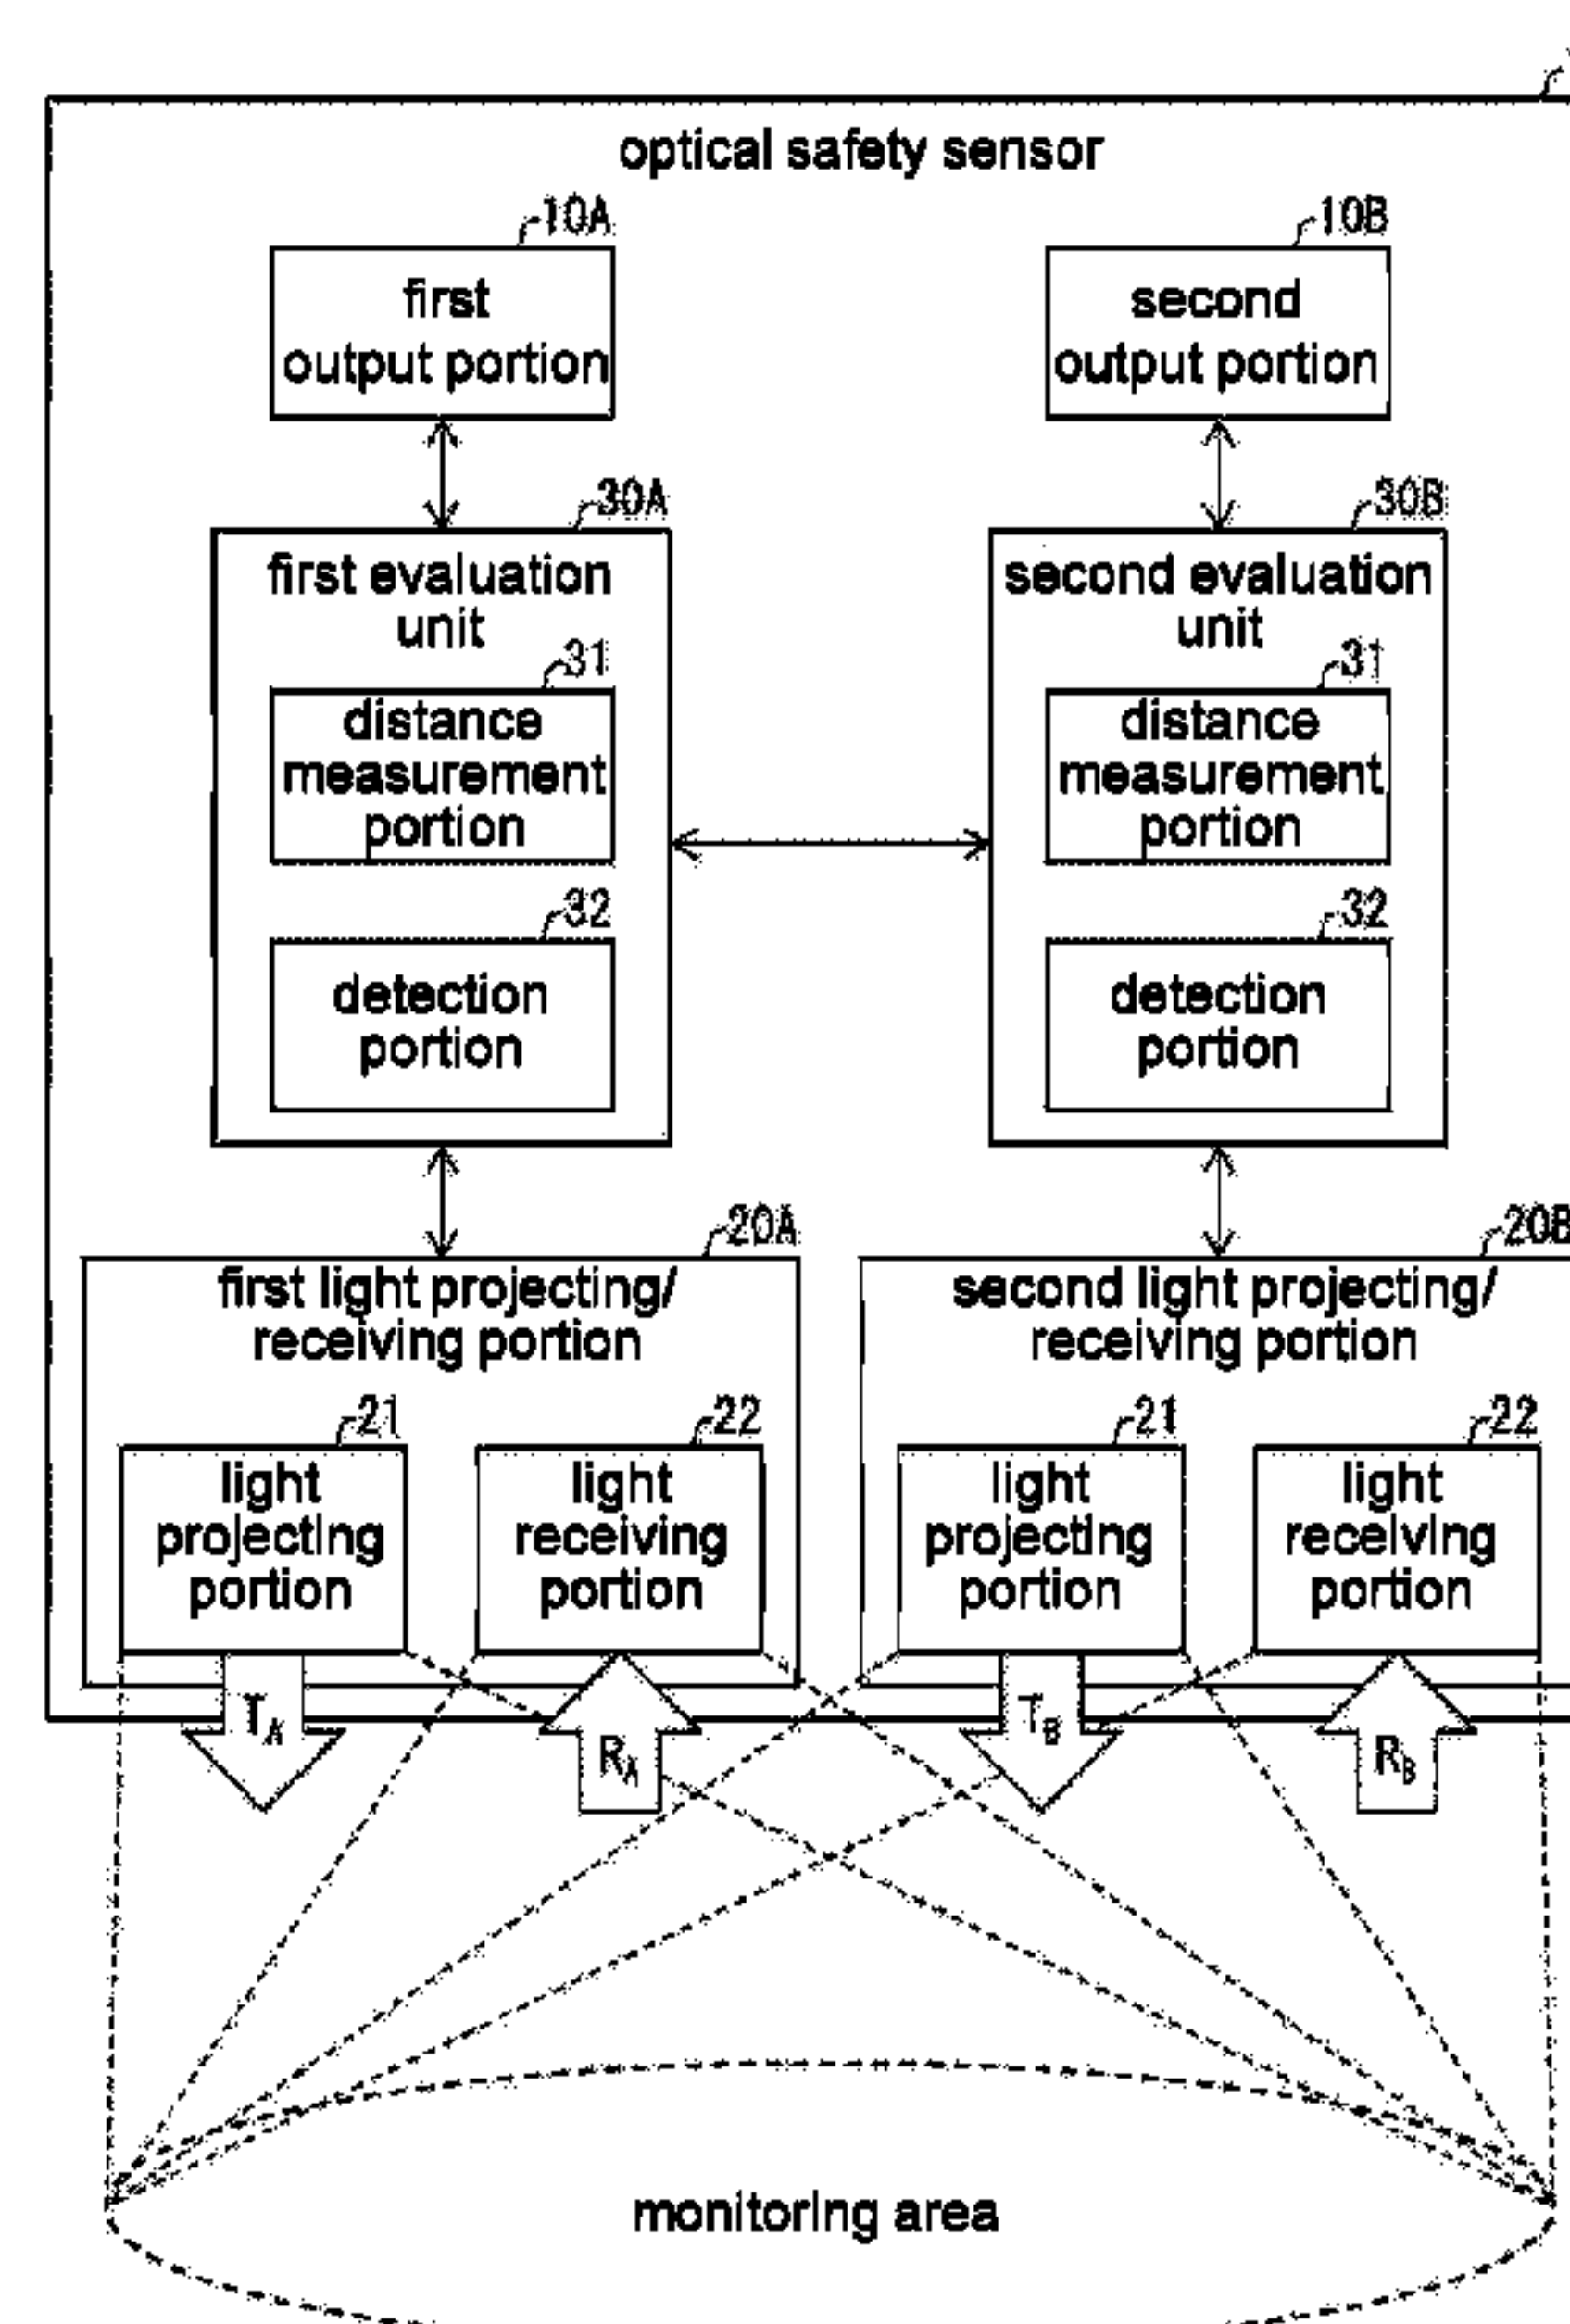 optical safety sensor
10A
10B
first
output portion
second
output portion
30A
30B
first evaluation
unit
second evaluation
unit
31
31
distance
measurement
portion
distance
measurement
portion
32
32
detection
portion
detection
portion
20A
20B
first light projecting/
receiving portion
second light projecting/
receiving portion
21
22
21
22
light
projecting
portion
light
receiving
portion
light
projecting
portion
light
receiving
portion
TA
RA
TB
RB
monitoring area